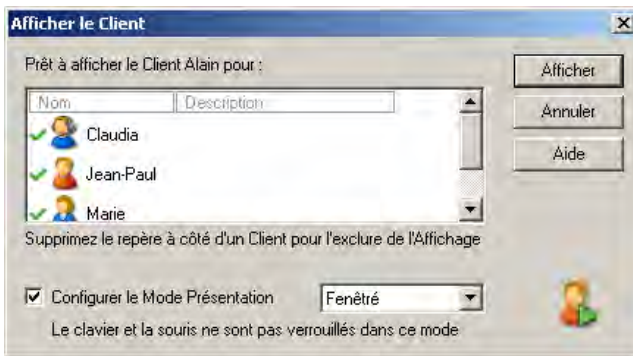 Afficher le Client
Prêt à afficher le Client Alain pour :
Afficher
Nom Description
Annuler
Claudia
Aide
Jean-Paul
Marie
Supprimez le repère à côté d'un Client pour l'exclure de l'Affichage
Configurer le Mode Présentation Fenêtré
Le clavier et la souris ne sont pas verrouillés dans ce mode